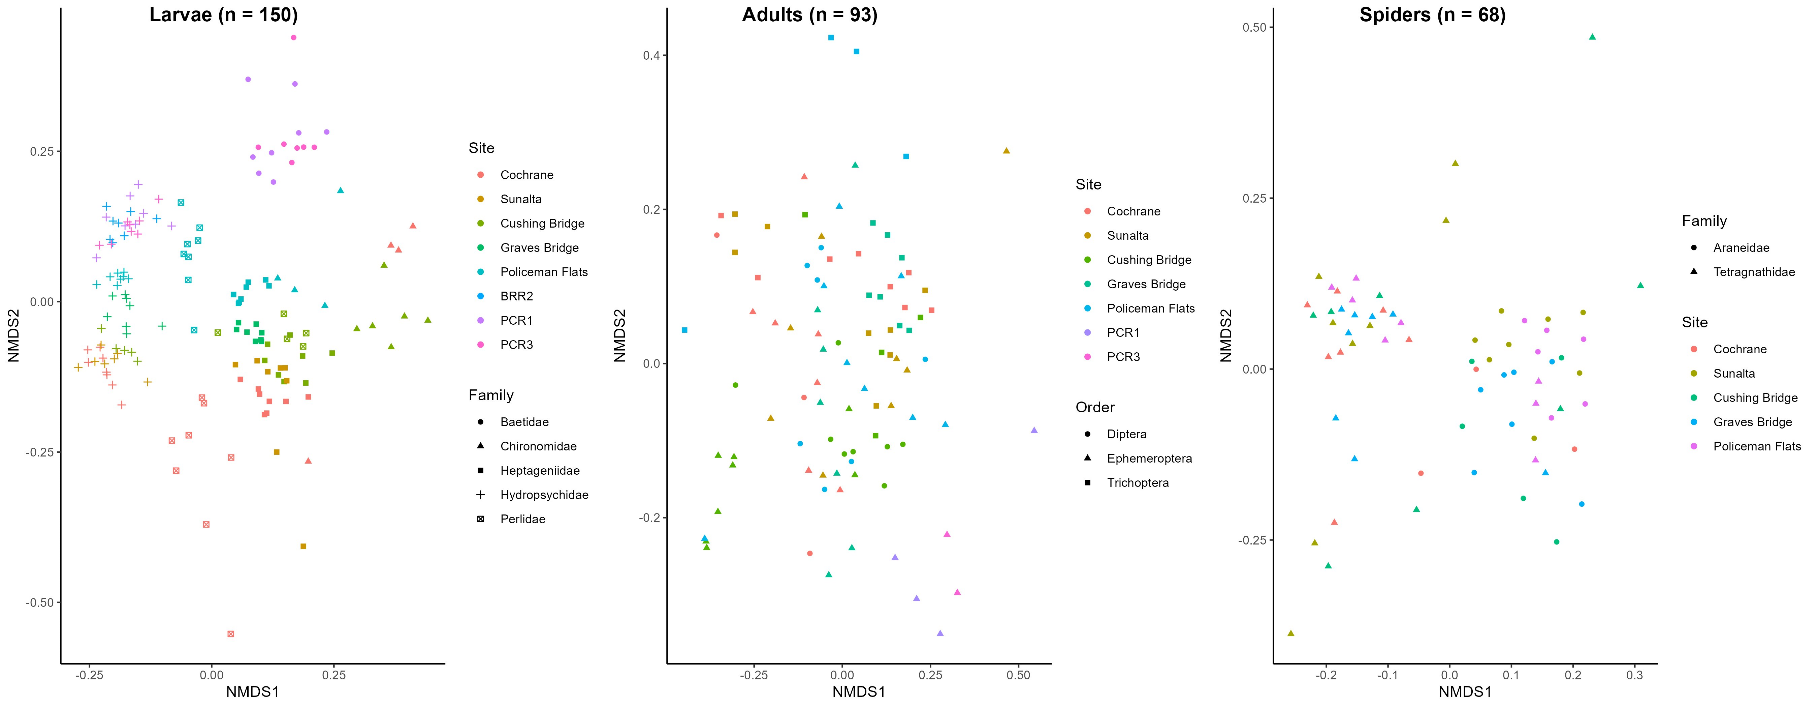 Larvae (n = 150)
0.25
0.00
-0.25
-0.50
NMDS2
-0.25
0.00
0.25
NMDS1
Site
Cochrane
Sunalta
Cushing Bridge
Graves Bridge
Policeman Flats
BRR2
PCR1
PCR3
Family
Baetidae
Chironomidae
Heptageniidae
Hydropsychidae
Perlidae
Adults (n = 93)
0.4
0.2
0.0
-0.2
NMDS2
-0.25
0.00
0.25
0.50
NMDS1
Site
Cochrane
Sunalta
Cushing Bridge
Graves Bridge
Policeman Flats
PCR1
PCR3
Order
Diptera
Ephemeroptera
Trichoptera
Spiders (n = 68)
0.50
0.25
0.00
-0.25
NMDS2
-0.2
-0.1
0.0
0.1
0.2
0.3
NMDS1
Family
Araneidae
Tetragnathidae
Site
Cochrane
Sunalta
Cushing Bridge
Graves Bridge
Policeman Flats